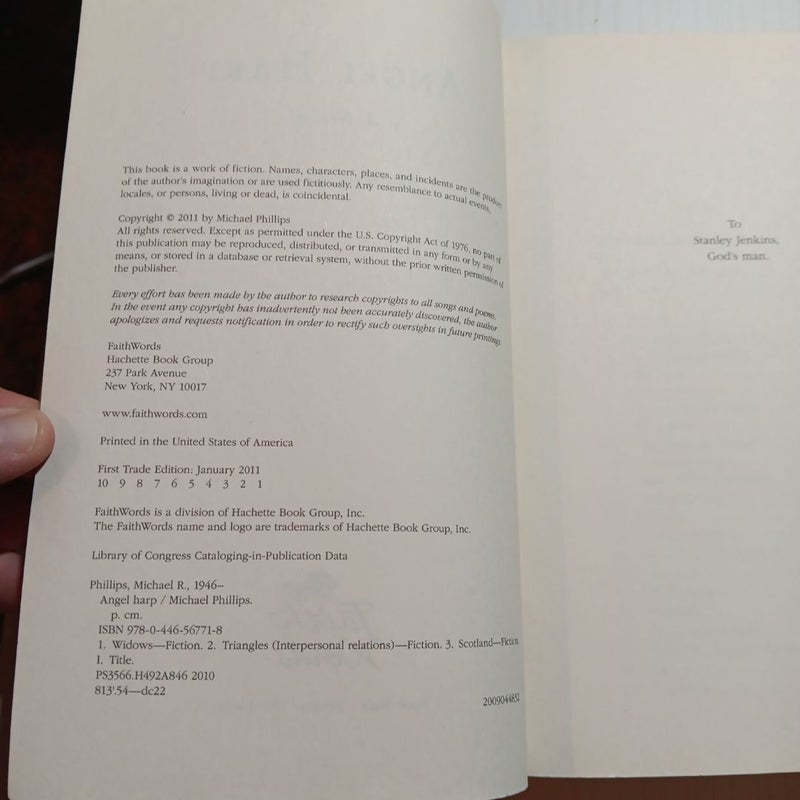 This book is a work of fiction. Names, characters, places, and incidents are the product
of the author's imagination or are used fictitiously. Any resemblance to actual events,
locales, or persons, living or dead, is coincidental.
Copyright © 2011 by Michael Phillips
All rights reserved. Except as permitted under the U.S. Copyright Act of 1976, no part of
this publication may be reproduced, distributed, or transmitted in any form or by any
means, or stored in a database or retrieval system, without the prior written permission of
the publisher.
Every effort has been made by the author to research copyrights to all songs and poems.
In the event any copyright has inadvertently not been accurately discovered, the author
apologizes and requests notification in order to rectify such oversights in future printings.
FaithWords
Hachette Book Group
237 Park Avenue
New York, NY 10017
www.faithwords.com
Printed in the United States of America
First Trade Edition: January 2011
10 9 8 7 6 5 4 3 2 1
FaithWords is a division of Hachette Book Group, Inc.
The FaithWords name and logo are trademarks of Hachette Book Group, Inc.
Library of Congress Cataloging-in-Publication Data
Phillips, Michael R., 1946–
Angel harp / Michael Phillips.
p. cm.
ISBN 978-0-446-56771-8
1. Widows—Fiction. 2. Triangles (Interpersonal relations)—Fiction. 3. Scotland—Fiction
I. Title.
PS3566.H492A846 2010
813'.54—dc22
2009044852
To
Stanley Jenkins,
God's man.